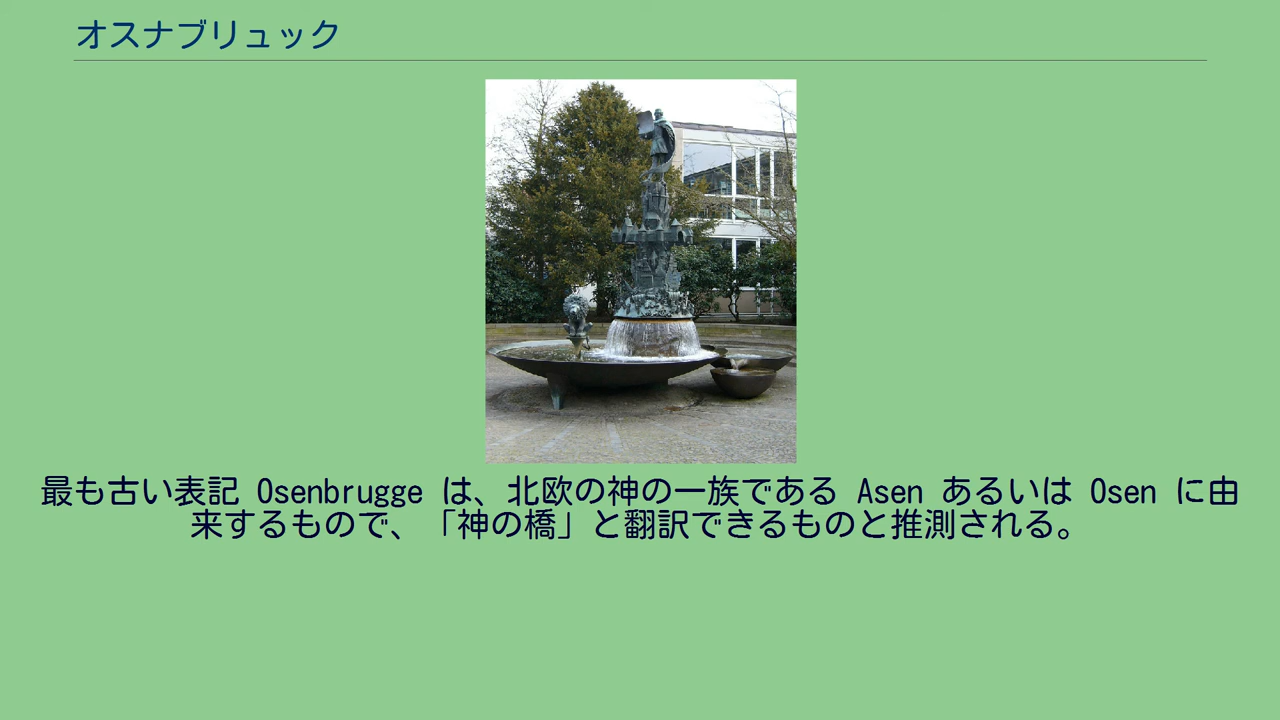 オスナブリュック
最も古い表記 Osenbrugge は、北欧の神の一族である Asen あるいは Osen に由
来するもので、「神の橋」と翻訳できるものと推測される。